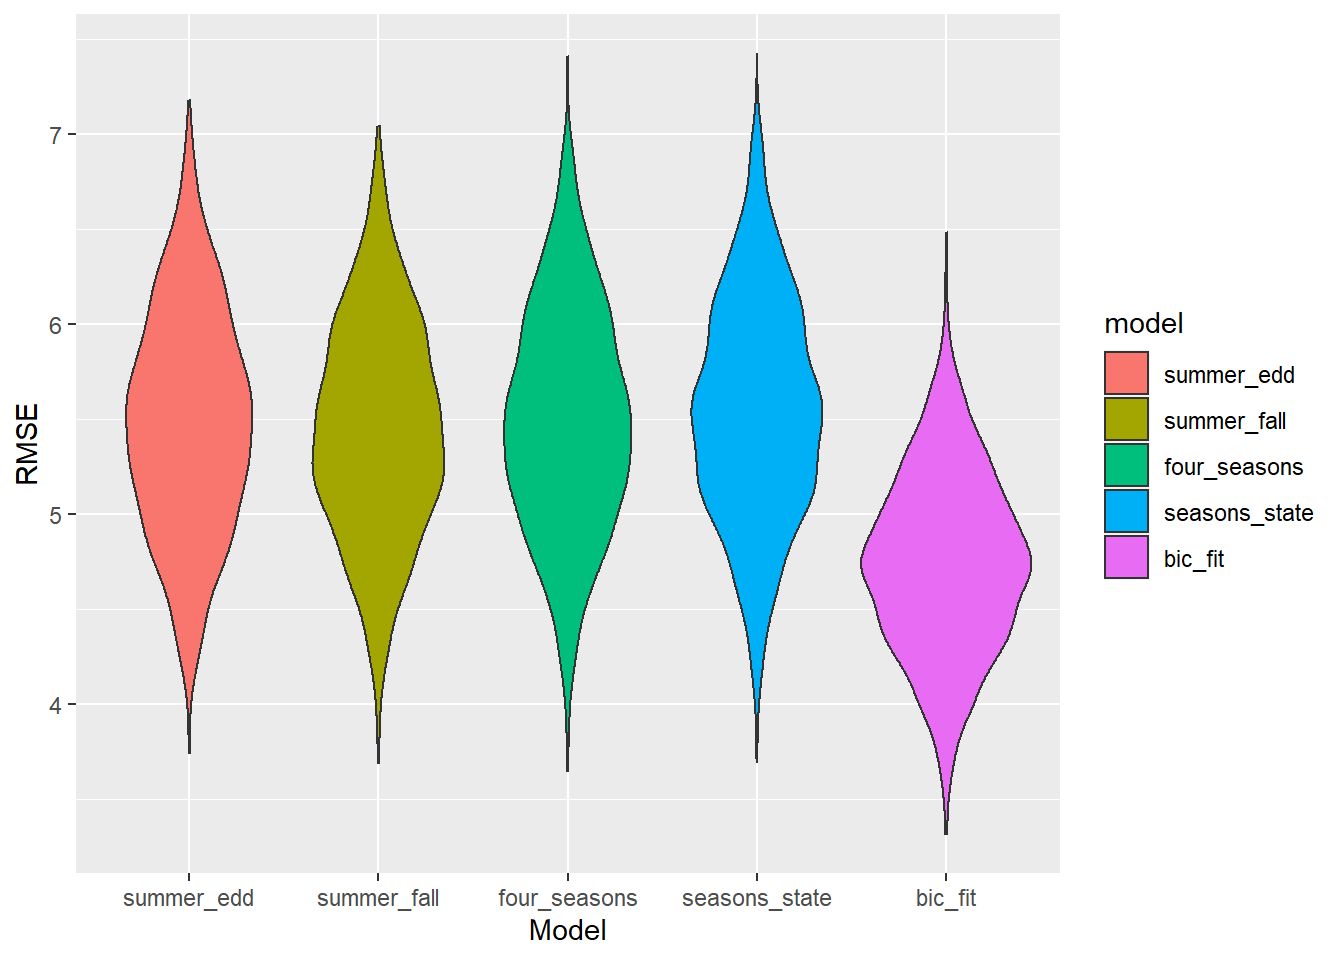 RMSE
7
6
5
4
summer_edd
summer_fall
four_seasons
seasons_state
bic_fit
Model
model
summer_edd
summer_fall
four_seasons
seasons_state
bic_fit